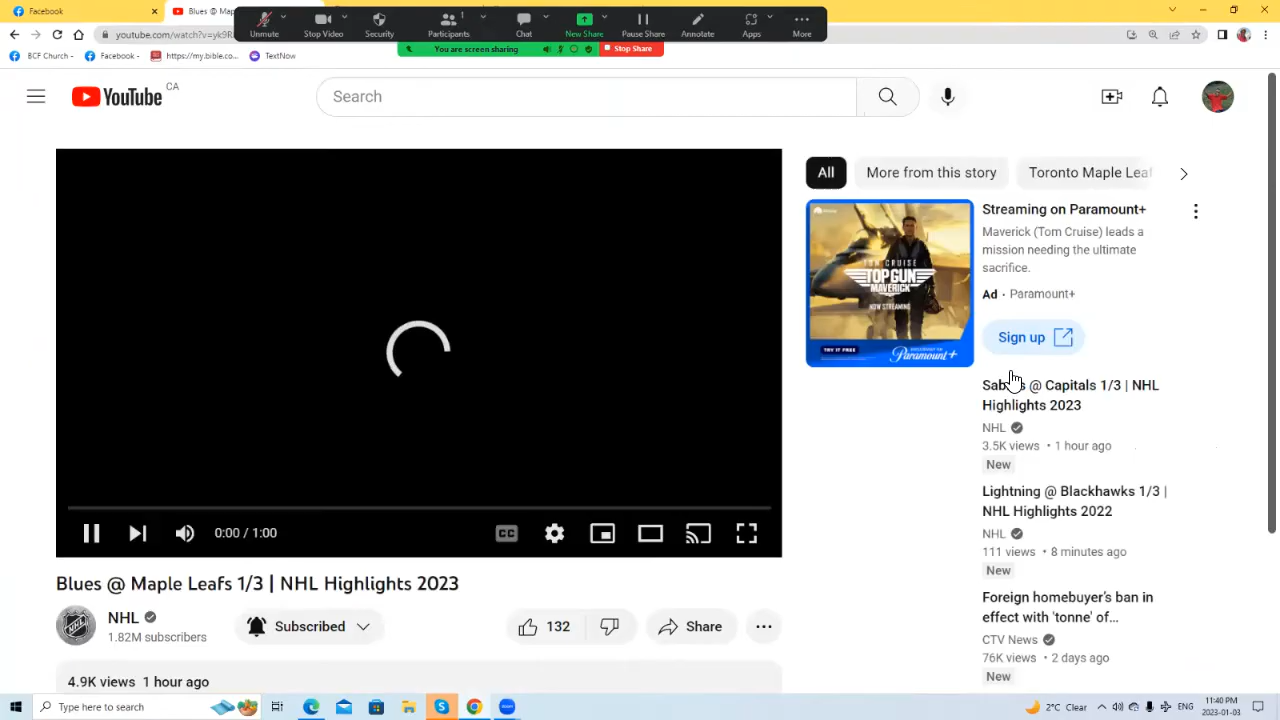 Facebook
Blues @ Map
Unmute
Stop Video
Security
1
Participants
Chat
New Share
Pause Share
Annotate
Apps
More
youtube.com/watch?v=yk9R
You are screen sharing
Stop Share
BCF Church -
Facebook -
https://my.bible.co...
TextNow
YouTube CA
Search
All
More from this story
Toronto Maple Leaf
TOM CRUISE
TOP GUN
MAVERICK
NOW STREAMING
TRY IT FREE
Paramount+
Streaming on Paramount+
Maverick (Tom Cruise) leads a
mission needing the ultimate
sacrifice.
Ad · Paramount+
Sign up
@ Capitals 1/3 | NHL
Highlights 2023
NHL
3.5K views • 1 hour ago
New
Lightning @ Blackhawks 1/3 |
NHL Highlights 2022
NHL
111 views • 8 minutes ago
New
Foreign homebuyer's ban in
effect with 'tonne' of...
CTV News
76K views • 2 days ago
New
0:00 / 1:00
CC
Blues @ Maple Leafs 1/3 | NHL Highlights 2023
NHL
1.82M subscribers
Subscribed
132
Share
4.9K views 1 hour ago
Type here to search
2°C Clear
ENG
11:40 PM
2023-01-03